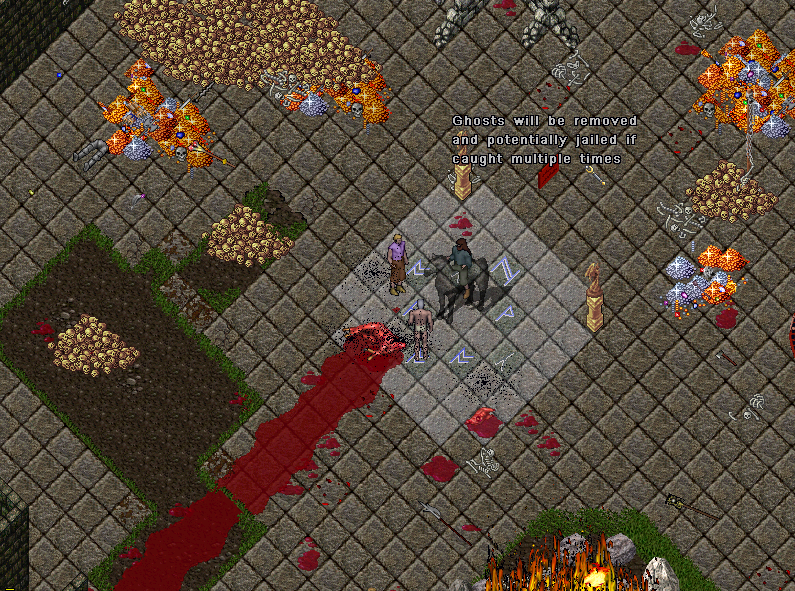 Ghosts will be removed
and potentially jailed if
caught multiple times